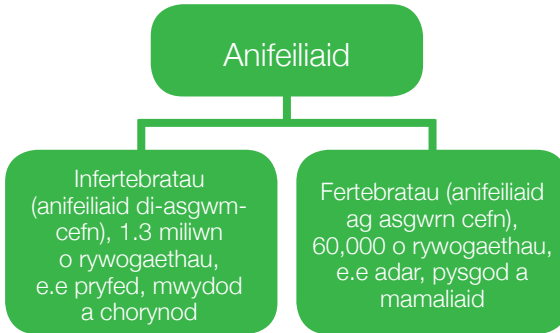 Anifeiliaid
Infertebratau
(anifeiliaid di-asgwm-
cefn), 1.3 miliwn
o rywogaethau,
e.e pryfed, mwydod
a chorynod
Fertebratau (anifeiliaid
ag asgwrn cefn),
60,000 o rywogaethau,
e.e adar, pysgod a
mamaliaid